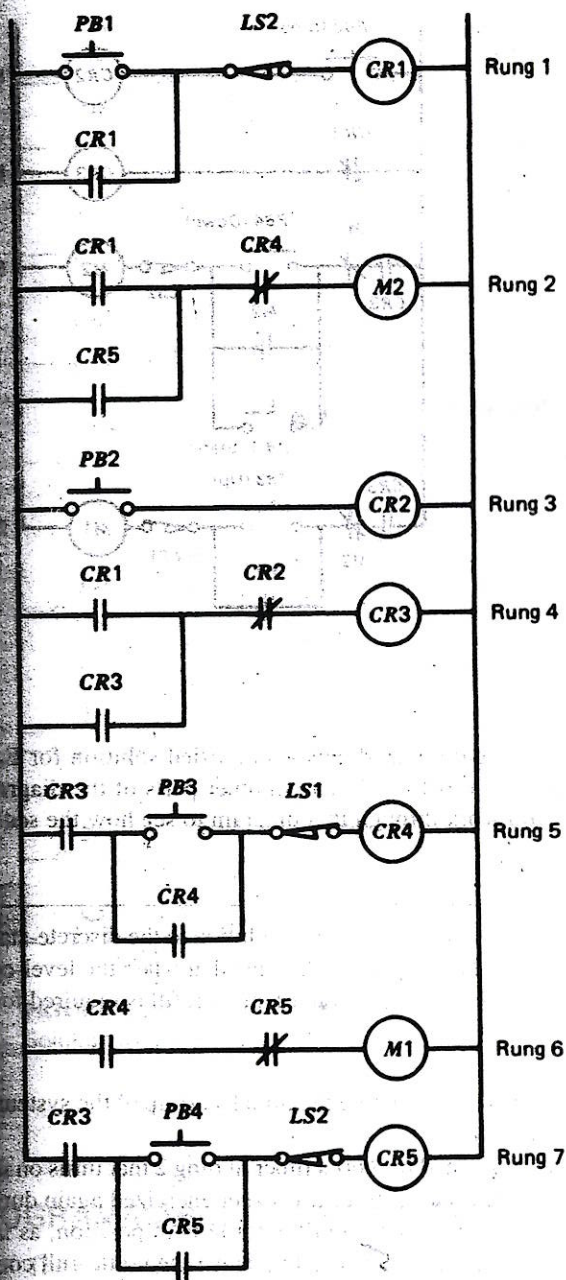 PB1 LS2
CR1 Rung 1
CR1
CR1 CR4
M2 Rung 2
CR5
PB2
CR2 Rung 3
CR1 CR2
CR3 Rung 4
CR3
CR3 PB3 LS1
CR4 Rung 5
CR4
CR4 CR5
M1 Rung 6
CR3 PB4 LS2
CR5 Rung 7
CR5